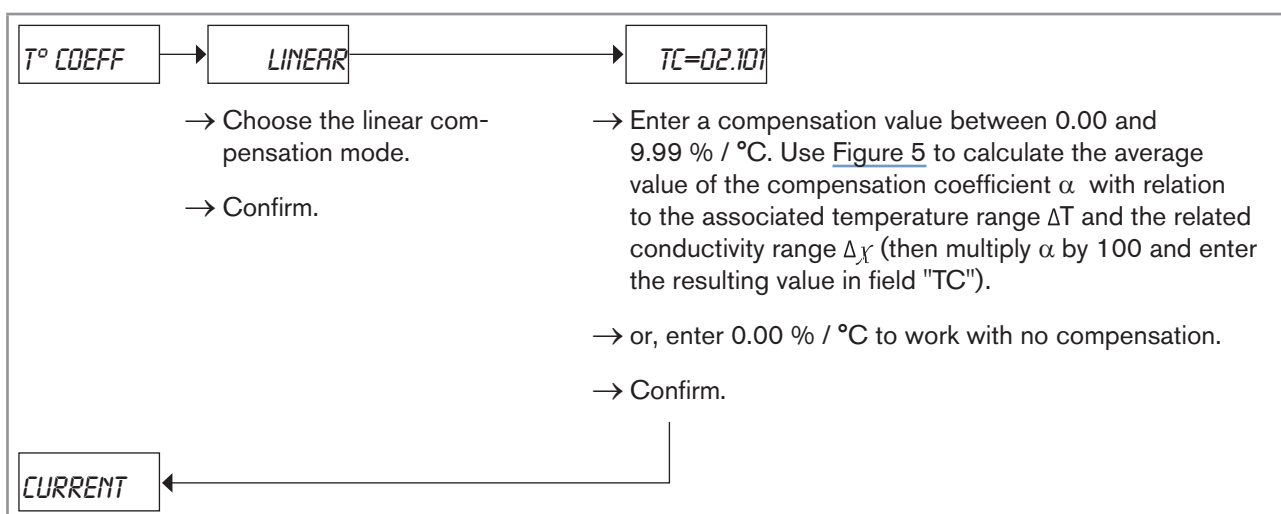 T° COEFF
LINEAR
TC=02.101
→ Choose the linear com-
pensation mode.
→ Confirm.
→ Enter a compensation value between 0.00 and
9.99 % / °C. Use Figure 5 to calculate the average
value of the compensation coefficient α with relation
to the associated temperature range ΔT and the related
conductivity range Δχ (then multiply α by 100 and enter
the resulting value in field "TC").
→ or, enter 0.00 % / °C to work with no compensation.
→ Confirm.
CURRENT